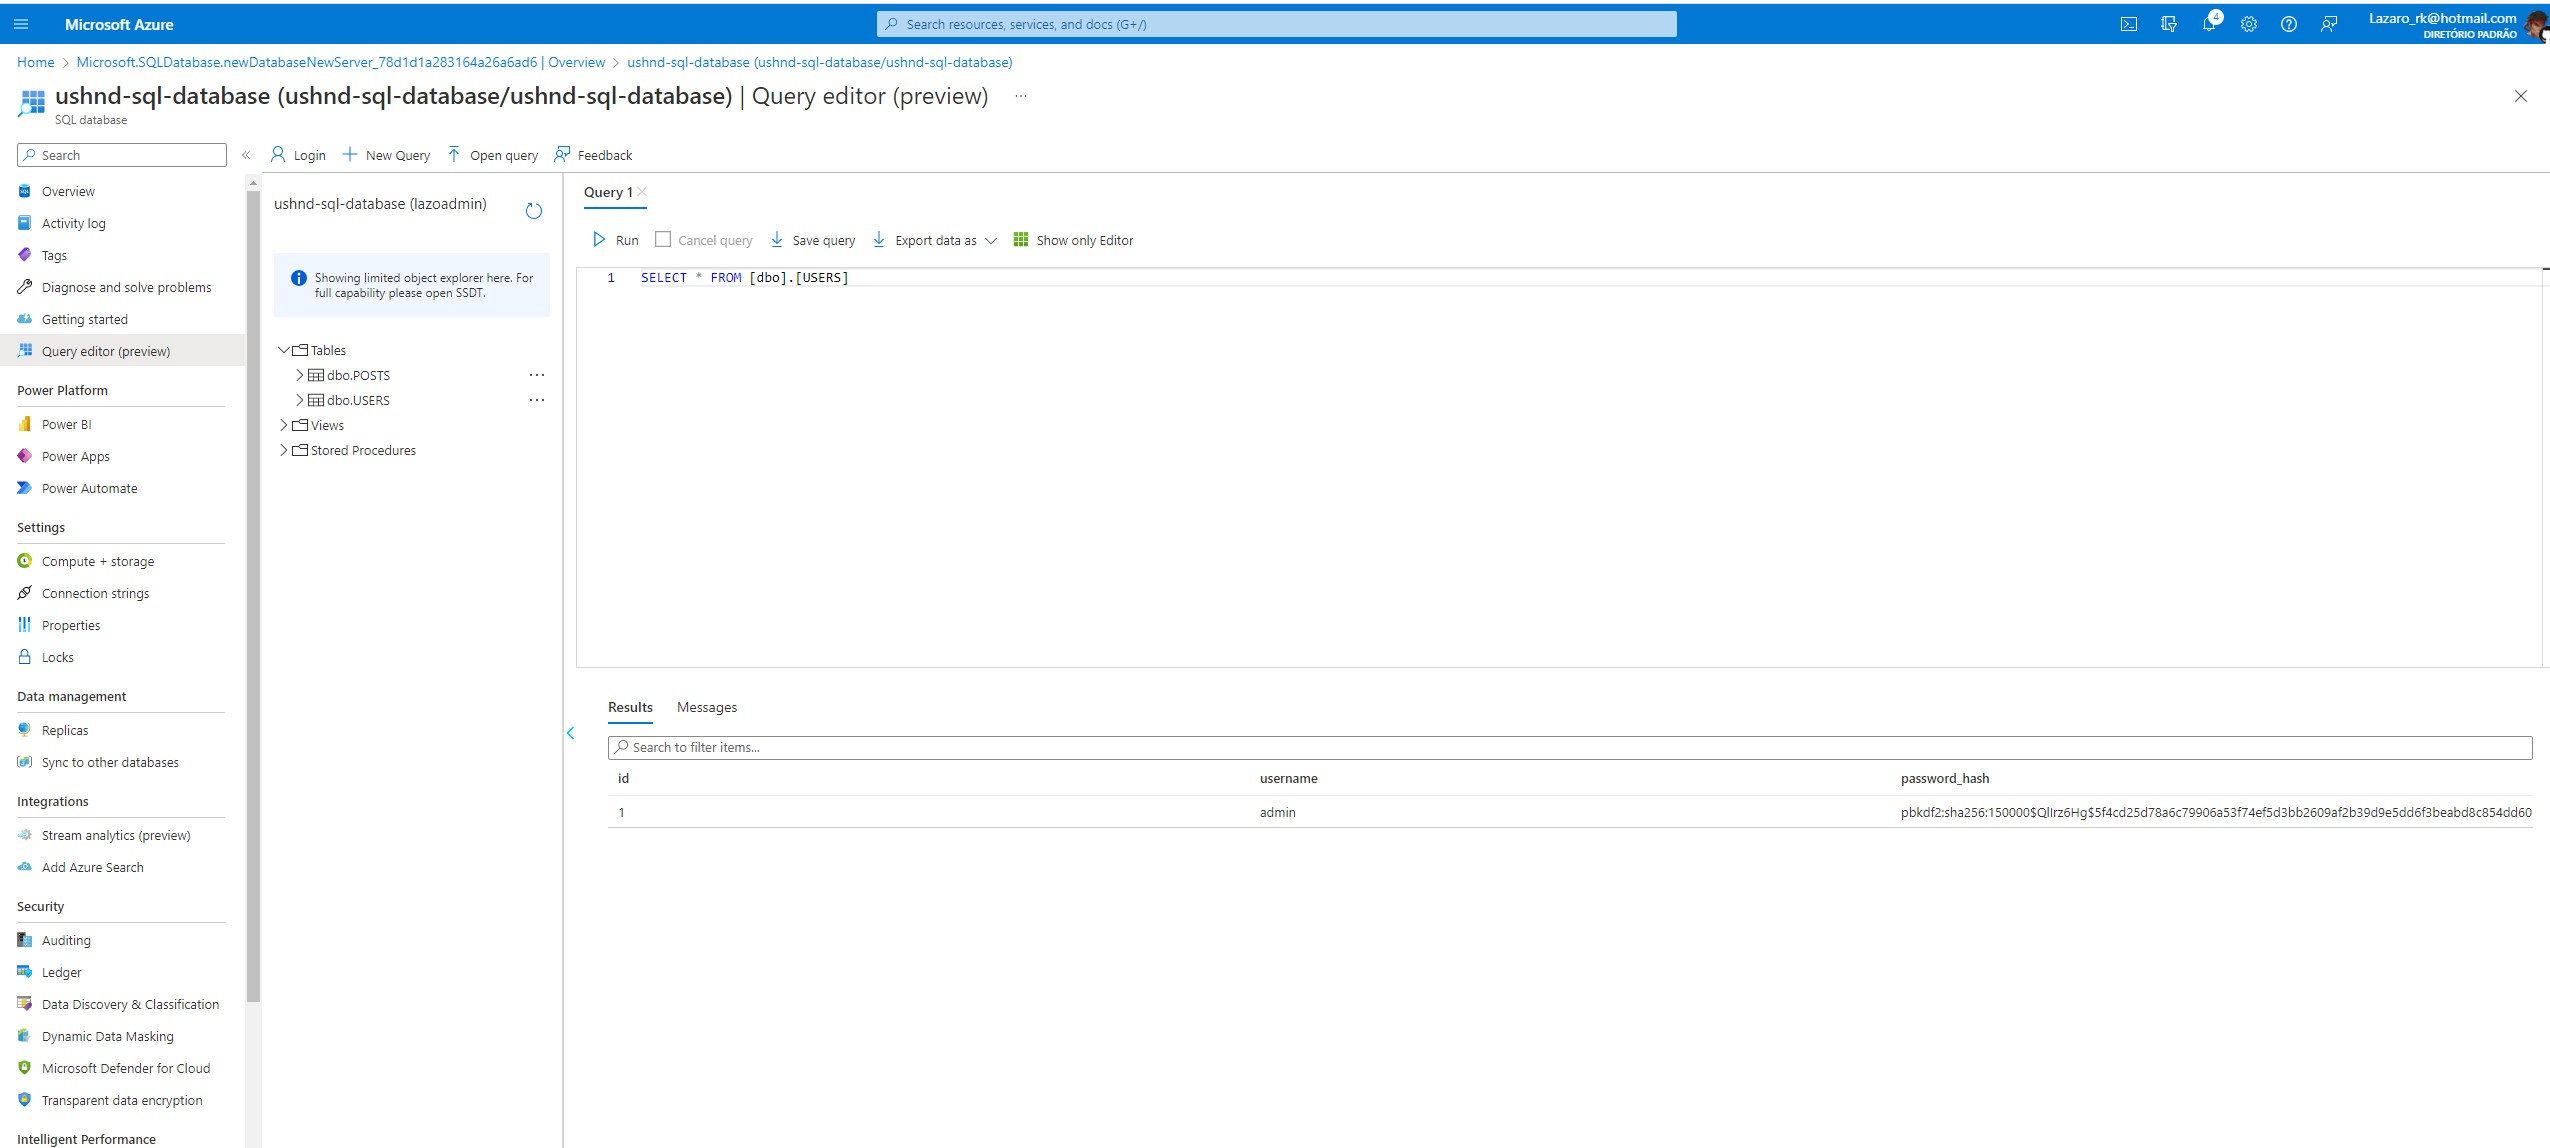 Microsoft Azure
Search resources, services, and docs (G+/)
4
Lazaro_rk@hotmail.com
DIRETÓRIO PADRÃO
Home > Microsoft.SQLDatabase.newDatabaseNewServer_78d1d1a283164a26a6ad6 | Overview > ushnd-sql-database (ushnd-sql-database/ushnd-sql-database)
ushnd-sql-database (ushnd-sql-database/ushnd-sql-database) | Query editor (preview) ...
SQL database
Search
«
Overview
Activity log
Tags
Diagnose and solve problems
Getting started
Query editor (preview)
Power Platform
Power BI
Power Apps
Power Automate
Settings
Compute + storage
Connection strings
Properties
Locks
Data management
Replicas
Sync to other databases
Integrations
Stream analytics (preview)
Add Azure Search
Security
Auditing
Ledger
Data Discovery & Classification
Dynamic Data Masking
Microsoft Defender for Cloud
Transparent data encryption
Intelligent Performance
Login New Query Open query Feedback
ushnd-sql-database (lazoadmin)
Showing limited object explorer here. For
full capability please open SSDT.
Tables
dbo.POSTS ...
dbo.USERS ...
Views
Stored Procedures
Query 1
Run Cancel query Save query Export data as Show only Editor
1 SELECT * FROM [dbo].[USERS]
Results Messages
Search to filter items...
id username password_hash
1 admin pbkdf2:sha256:150000$QlIrz6Hg$5f4cd25d78a6c79906a53f74ef5d3bb2609af2b39d9e5dd6f3beabd8c854dd60